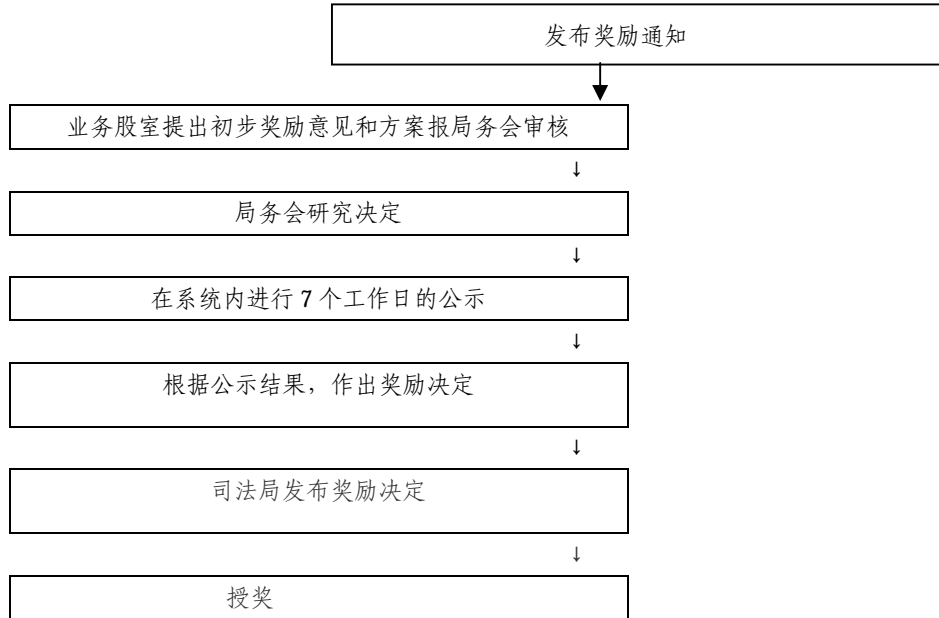 发布奖励通知
业务股室提出初步奖励意见和方案报局务会审核
↓
局务会研究决定
↓
在系统内进行 7 个工作日的公示
↓
根据公示结果，作出奖励决定
↓
司法局发布奖励决定
↓
授奖